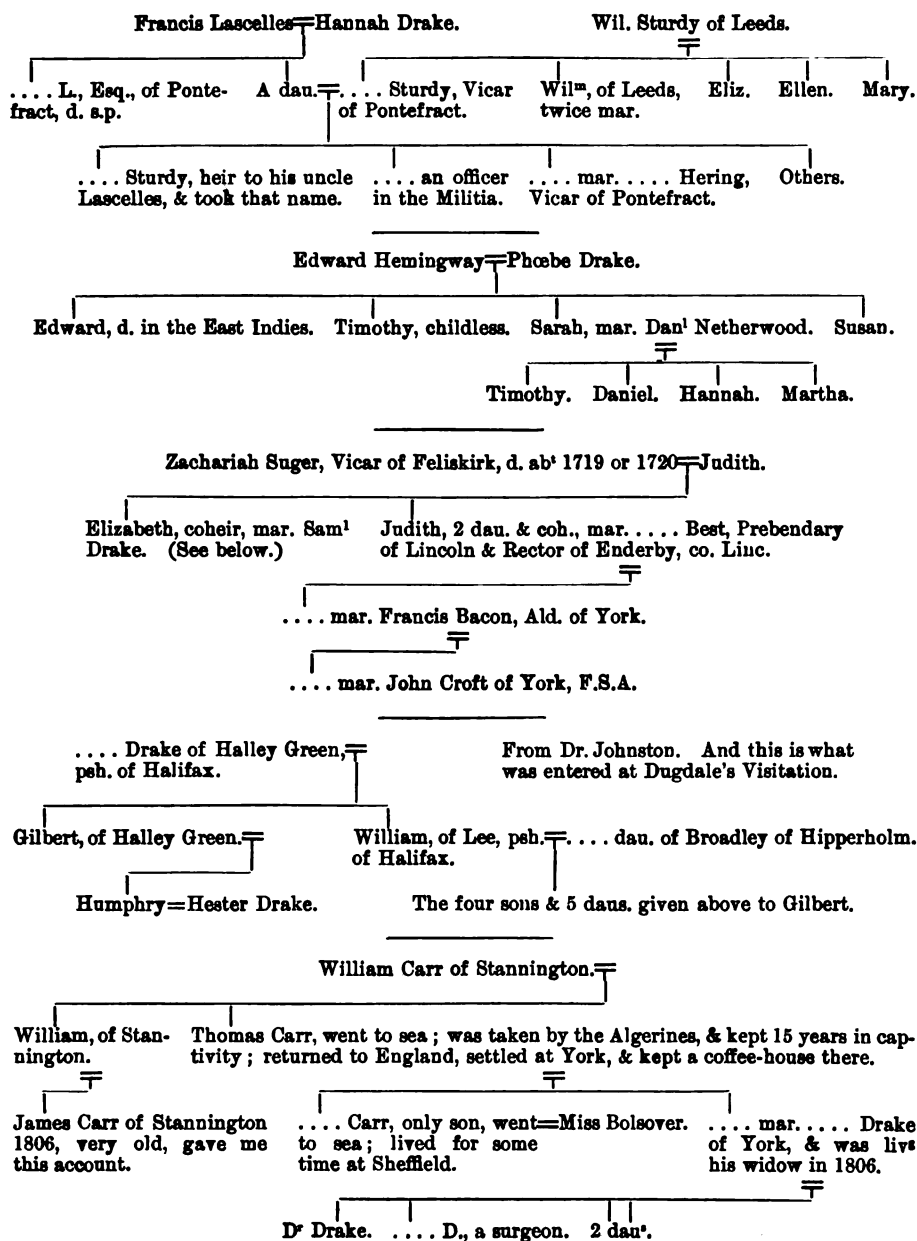 Francis Lascelles=Hannah Drake. Wil. Sturdy of Leeds.
. . . . L., Esq., of Ponte- A dau.= . . . . Sturdy, Vicar Wilᵐ, of Leeds, Eliz. Ellen. Mary.
fract, d. s.p. of Pontefract. twice mar.
. . . . Sturdy, heir to his uncle . . . . an officer . . . . mar. . . . . Hering, Others.
Lascelles, & took that name. in the Militia. Vicar of Pontefract.
Edward Hemingway=Phœbe Drake.
Edward, d. in the East Indies. Timothy, childless. Sarah, mar. Danˡ Netherwood. Susan.
Timothy. Daniel. Hannah. Martha.
Zachariah Suger, Vicar of Feliskirk, d. abᵗ 1719 or 1720=Judith.
Elizabeth, coheir, mar. Samˡ Judith, 2 dau. & coh., mar. . . . . Best, Prebendary
Drake. (See below.) of Lincoln & Rector of Enderby, co. Linc.
. . . . mar. Francis Bacon, Ald. of York.
. . . . mar. John Croft of York, F.S.A.
. . . . Drake of Halley Green,= From Dr. Johnston. And this is what
psh. of Halifax. was entered at Dugdale's Visitation.
Gilbert, of Halley Green.= William, of Lee, psh.= . . . . dau. of Broadley of Hipperholm.
of Halifax.
Humphry=Hester Drake. The four sons & 5 daus. given above to Gilbert.
William Carr of Stannington.=
William, of Stan- Thomas Carr, went to sea ; was taken by the Algerines, & kept 15 years in cap-
nington. tivity ; returned to England, settled at York, & kept a coffee-house there.
James Carr of Stannington . . . . Carr, only son, went=Miss Bolsover. . . . . mar. . . . . Drake
1806, very old, gave me to sea ; lived for some of York, & was livᵍ
this account. time at Sheffield. his widow in 1806.
Dʳ Drake. . . . . D., a surgeon. 2 dauˢ.